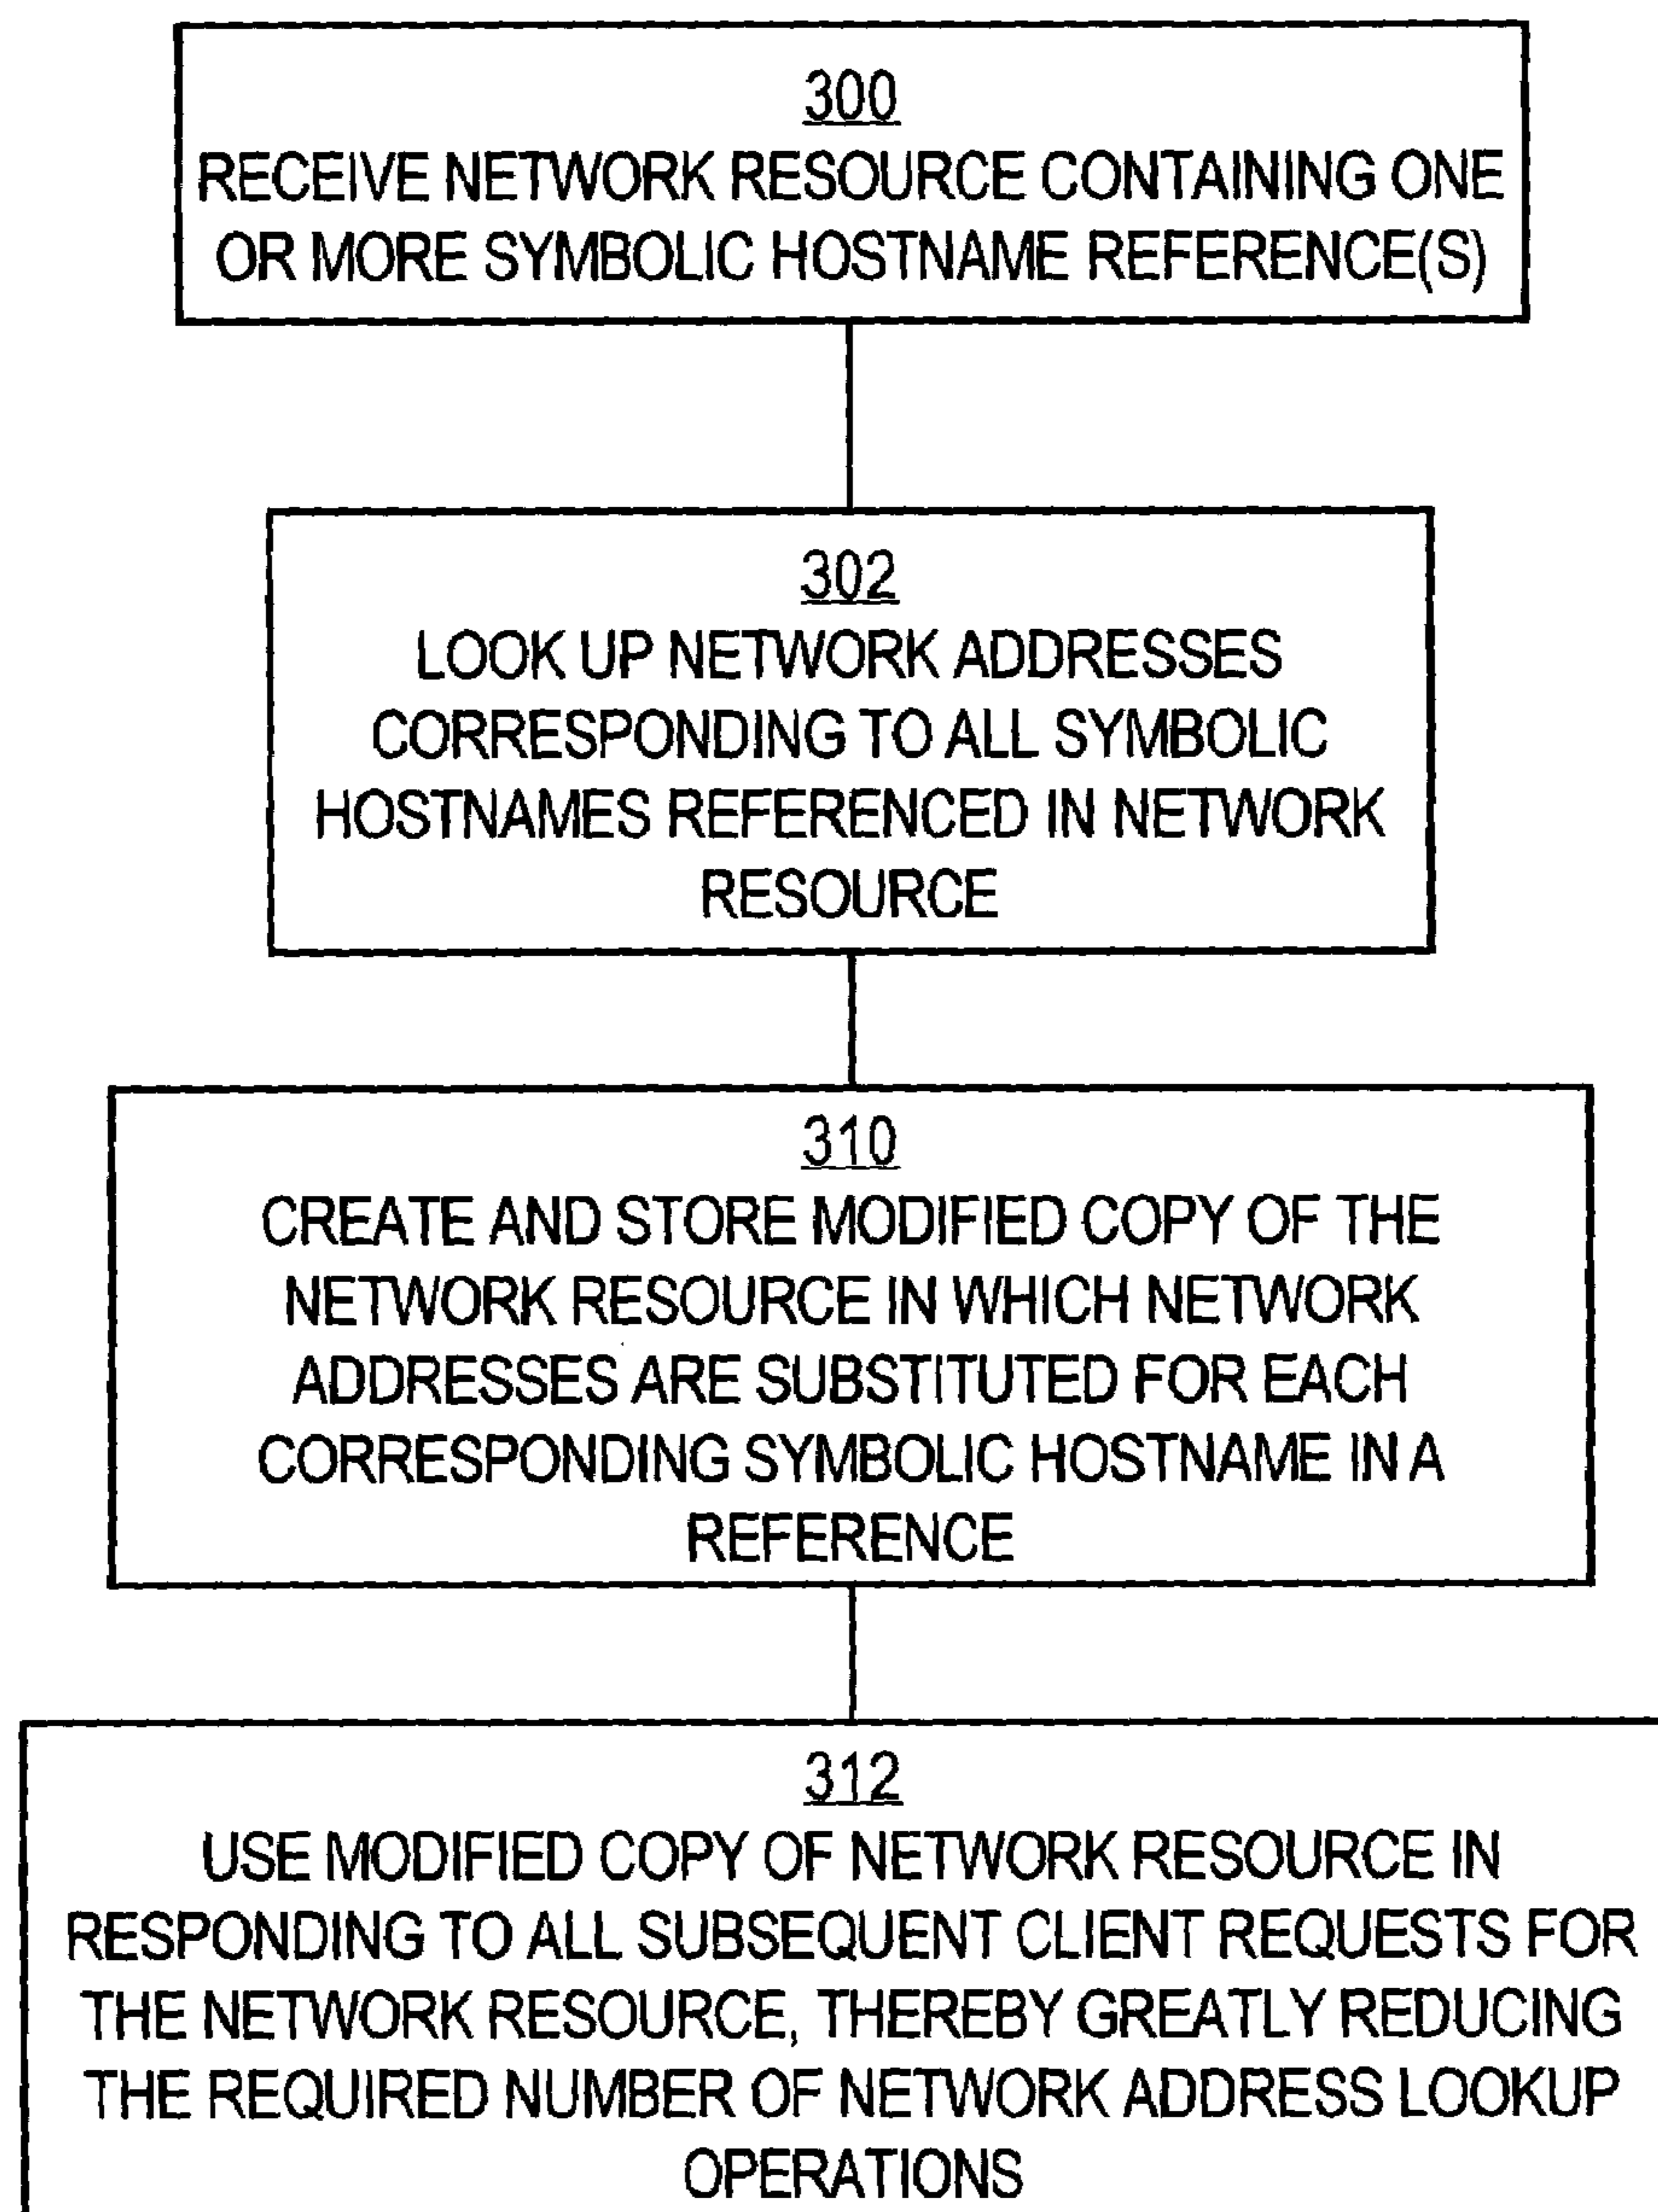 300
RECEIVE NETWORK RESOURCE CONTAINING ONE
OR MORE SYMBOLIC HOSTNAME REFERENCE(S)
302
LOOK UP NETWORK ADDRESSES
CORRESPONDING TO ALL SYMBOLIC
HOSTNAMES REFERENCED IN NETWORK
RESOURCE
310
CREATE AND STORE MODIFIED COPY OF THE
NETWORK RESOURCE IN WHICH NETWORK
ADDRESSES ARE SUBSTITUTED FOR EACH
CORRESPONDING SYMBOLIC HOSTNAME IN A
REFERENCE
312
USE MODIFIED COPY OF NETWORK RESOURCE IN
RESPONDING TO ALL SUBSEQUENT CLIENT REQUESTS FOR
THE NETWORK RESOURCE, THEREBY GREATLY REDUCING
THE REQUIRED NUMBER OF NETWORK ADDRESS LOOKUP
OPERATIONS